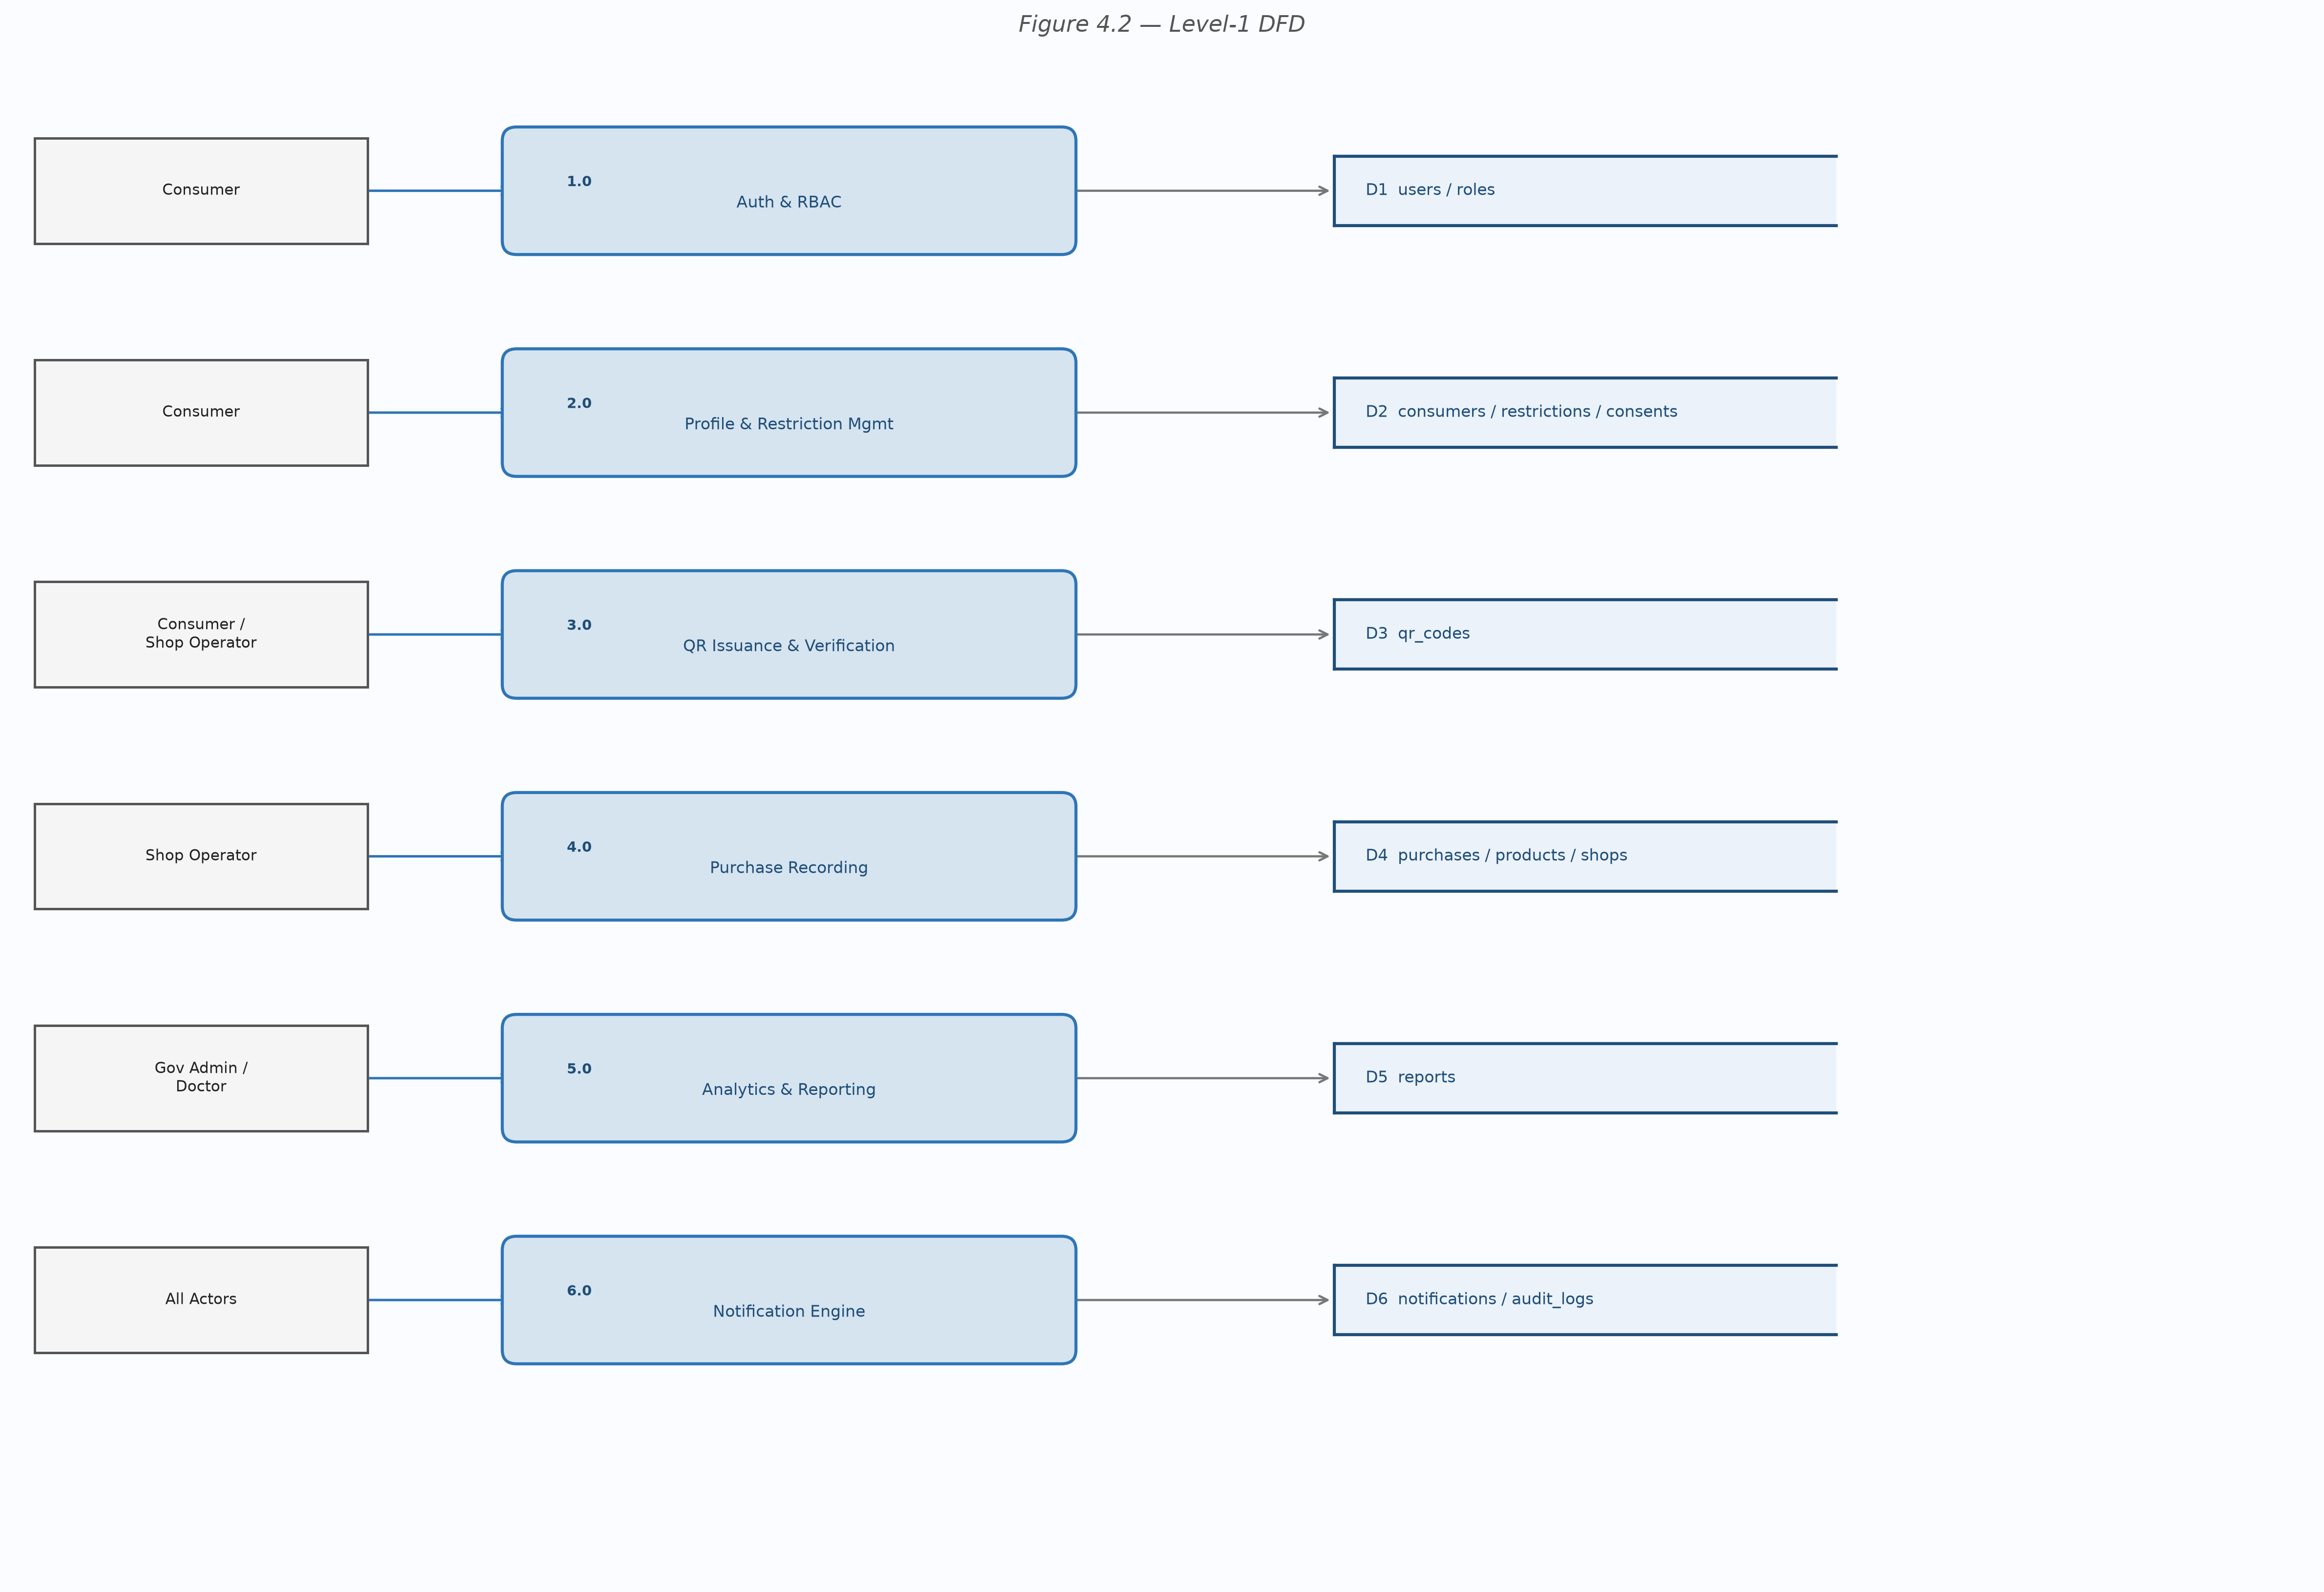 Figure 4.2 — Level-1 DFD
Consumer
1.0
Auth & RBAC
D1  users / roles
Consumer
2.0
Profile & Restriction Mgmt
D2  consumers / restrictions / consents
Consumer /
Shop Operator
3.0
QR Issuance & Verification
D3  qr_codes
Shop Operator
4.0
Purchase Recording
D4  purchases / products / shops
Gov Admin /
Doctor
5.0
Analytics & Reporting
D5  reports
All Actors
6.0
Notification Engine
D6  notifications / audit_logs